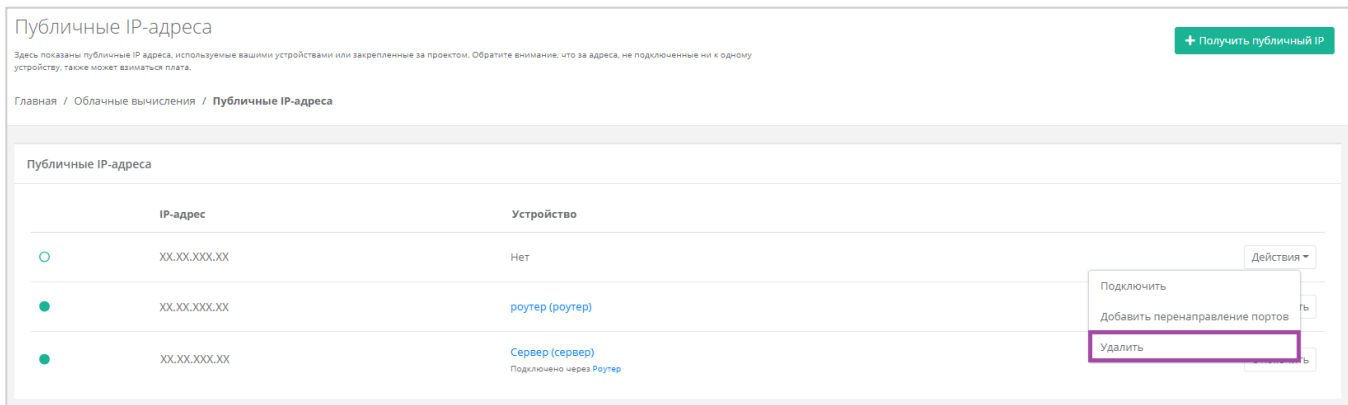 Публичные IP-адреса
+ Получить публичный IP
Здесь показаны публичные IP адреса, используемые вашими устройствами или закрепленные за проектом. Обратите внимание, что за адреса, не подключенные ни к одному
устройству, также может взиматься плата.
Главная / Облачные вычисления / Публичные IP-адреса
Публичные IP-адреса
IP-адрес Устройство
XX.XX.XXX.XX Нет Действия
Подключить
XX.XX.XXX.XX роутер (роутер)
Добавить перенаправление портов
Удалить
Сервер (сервер)
XX.XX.XXX.XX
Подключено через Роутер